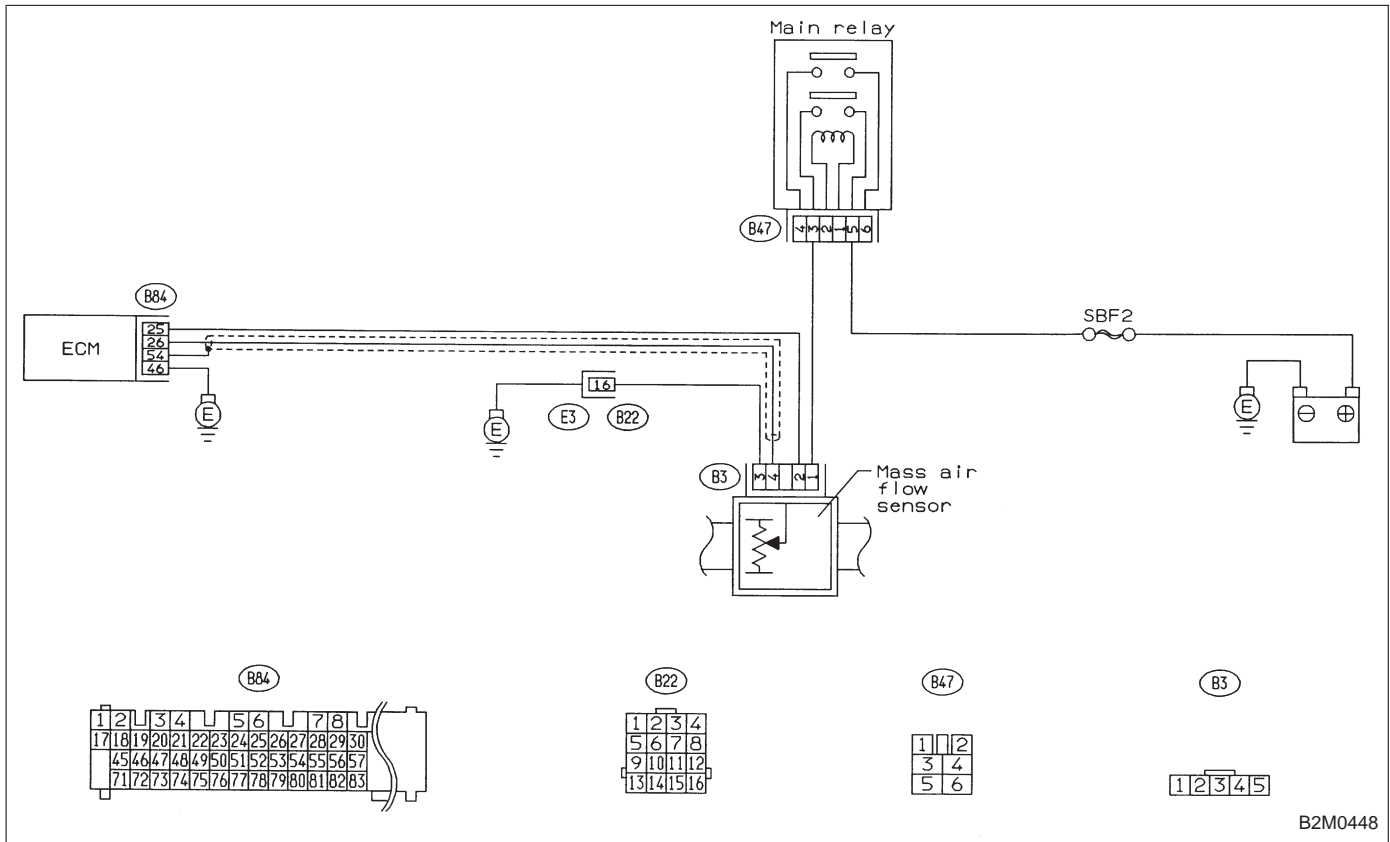 Main relay
B47
4 3 2 1 5 6
B84
25
26
54
46
ECM
E
SBF2
E
16
E3 B22
E
B3
3 4 2 1
Mass air
flow
sensor
B84
1 2 3 4 5 6 7 8
17 18 19 20 21 22 23 24 25 26 27 28 29 30
45 46 47 48 49 50 51 52 53 54 55 56 57
71 72 73 74 75 76 77 78 79 80 81 82 83
B22
1 2 3 4
5 6 7 8
9 10 11 12
13 14 15 16
B47
1 2
3 4
5 6
B3
1 2 3 4 5
B2M0448